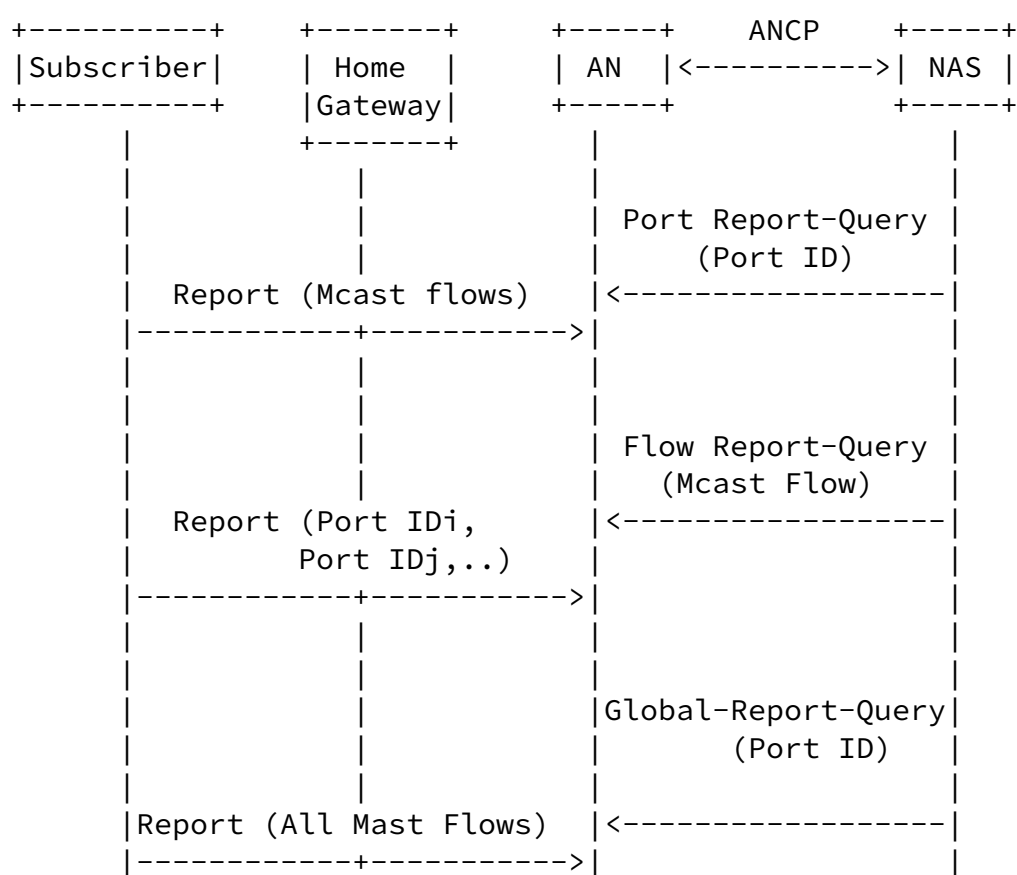 +----------+    +-------+     +-----+    ANCP    +-----+
|Subscriber|    | Home  |     | AN  |<---------->| NAS |
+----------+    |Gateway|     +-----+            +-----+
      |         +-------+        |                  |
      |            |             |                  |
      |            |             | Port Report-Query|
      |            |             |     (Port ID)    |
      |  Report (Mcast flows)    |<-----------------|
      |------------+----------->|                  |
      |            |             |                  |
      |            |             |                  |
      |            |             | Flow Report-Query|
      |            |             |   (Mcast Flow)   |
      |  Report (Port IDi,       |<-----------------|
      |         Port IDj,..)     |                  |
      |------------+----------->|                  |
      |            |             |                  |
      |            |             |                  |
      |            |             |Global-Report-Query|
      |            |             |       (Port ID)  |
      |            |             |                  |
      |Report (All Mast Flows)   |<-----------------|
      |------------+----------->|                  |